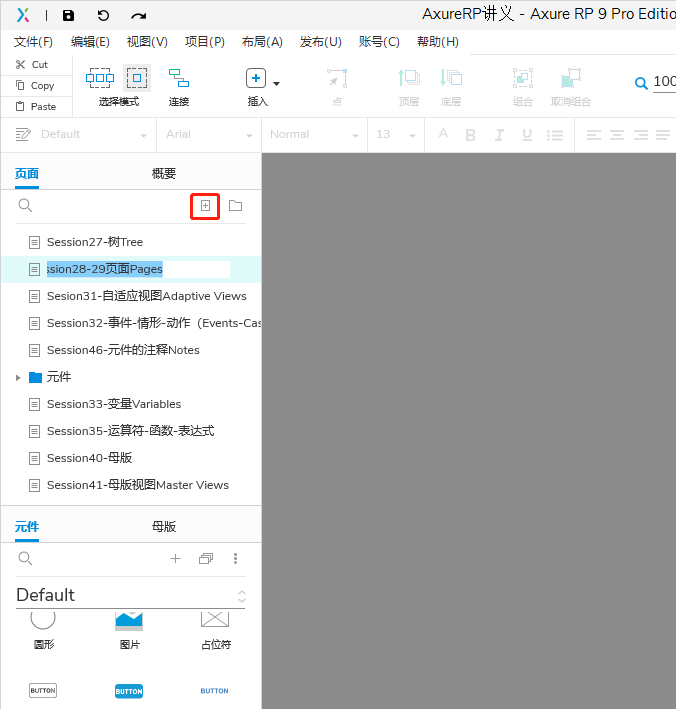 AxureRP讲义 - Axure RP 9 Pro Editio
文件(F) 编辑(E) 视图(V) 项目(P) 布局(A) 发布(U) 账号(C) 帮助(H)
Cut
Copy
Paste
选择模式 连接 插入 点 顶层 底层 组合 取消组合 100
Default Arial Normal 13 A B I U
页面 概要
Session27-树Tree
ssion28-29页面Pages
Sesion31-自适应视图Adaptive Views
Session32-事件-情形-动作（Events-Cas
Session46-元件的注释Notes
元件
Session33-变量Variables
Session35-运算符-函数-表达式
Session40-母版
Session41-母版视图Master Views
元件 母版
Default
圆形 图片 占位符
BUTTON BUTTON BUTTON